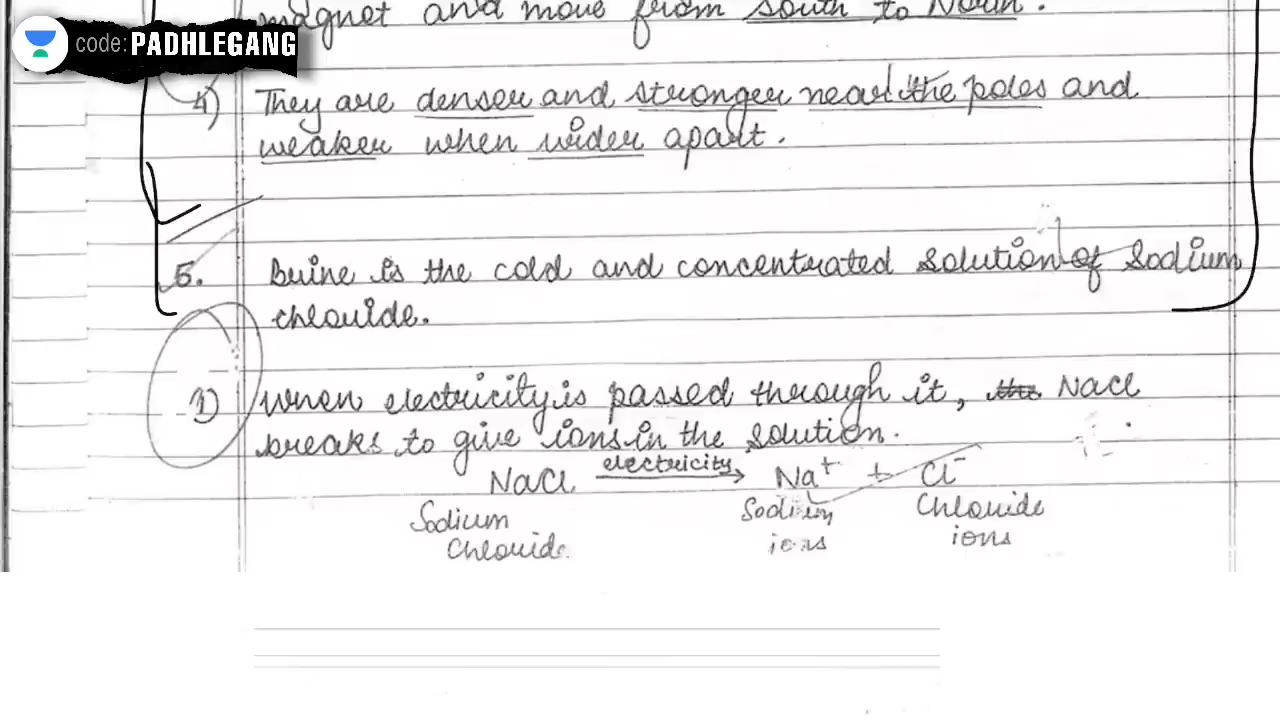 magnet and move from south to North.
code: PADHLEGANG
4) They are denser and stronger near the poles and
weaker when wider apart.
5. Brine is the cold and concentrated solution of Sodium
chloride.
1) When electricity is passed through it, the NaCl
breaks to give ions in the solution.
NaCl electricity → Na⁺ + Cl⁻
Sodium Sodium Chloride
Chloride ions ions